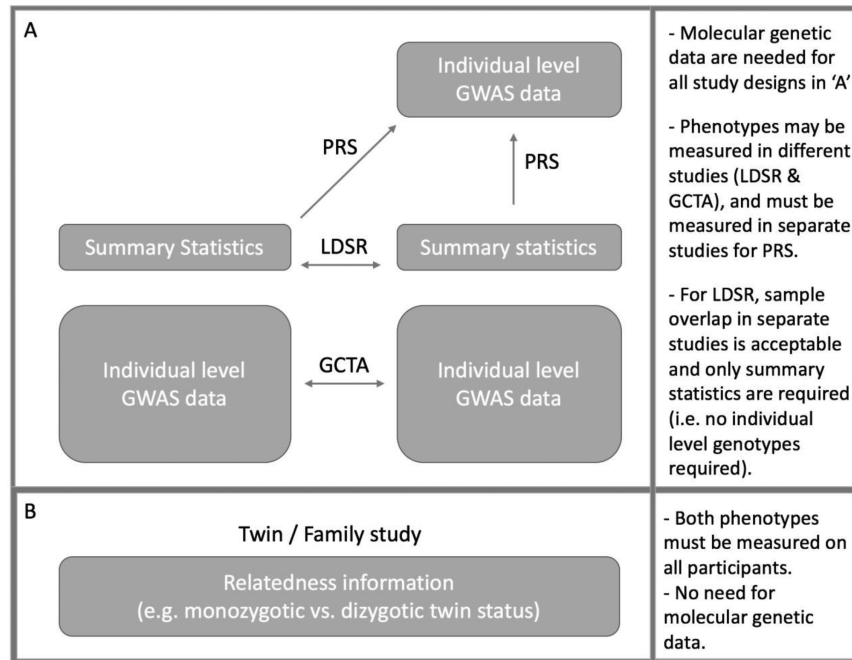 A
Individual level
GWAS data
PRS
PRS
Summary Statistics
LDSR
Summary statistics
Individual level
GWAS data
GCTA
Individual level
GWAS data
- Molecular genetic
data are needed for
all study designs in ‘A’
- Phenotypes may be
measured in different
studies (LDSR &
GCTA), and must be
measured in separate
studies for PRS.
- For LDSR, sample
overlap in separate
studies is acceptable
and only summary
statistics are required
(i.e. no individual
level genotypes
required).
B
Twin / Family study
Relatedness information
(e.g. monozygotic vs. dizygotic twin status)
- Both phenotypes
must be measured on
all participants.
- No need for
molecular genetic
data.